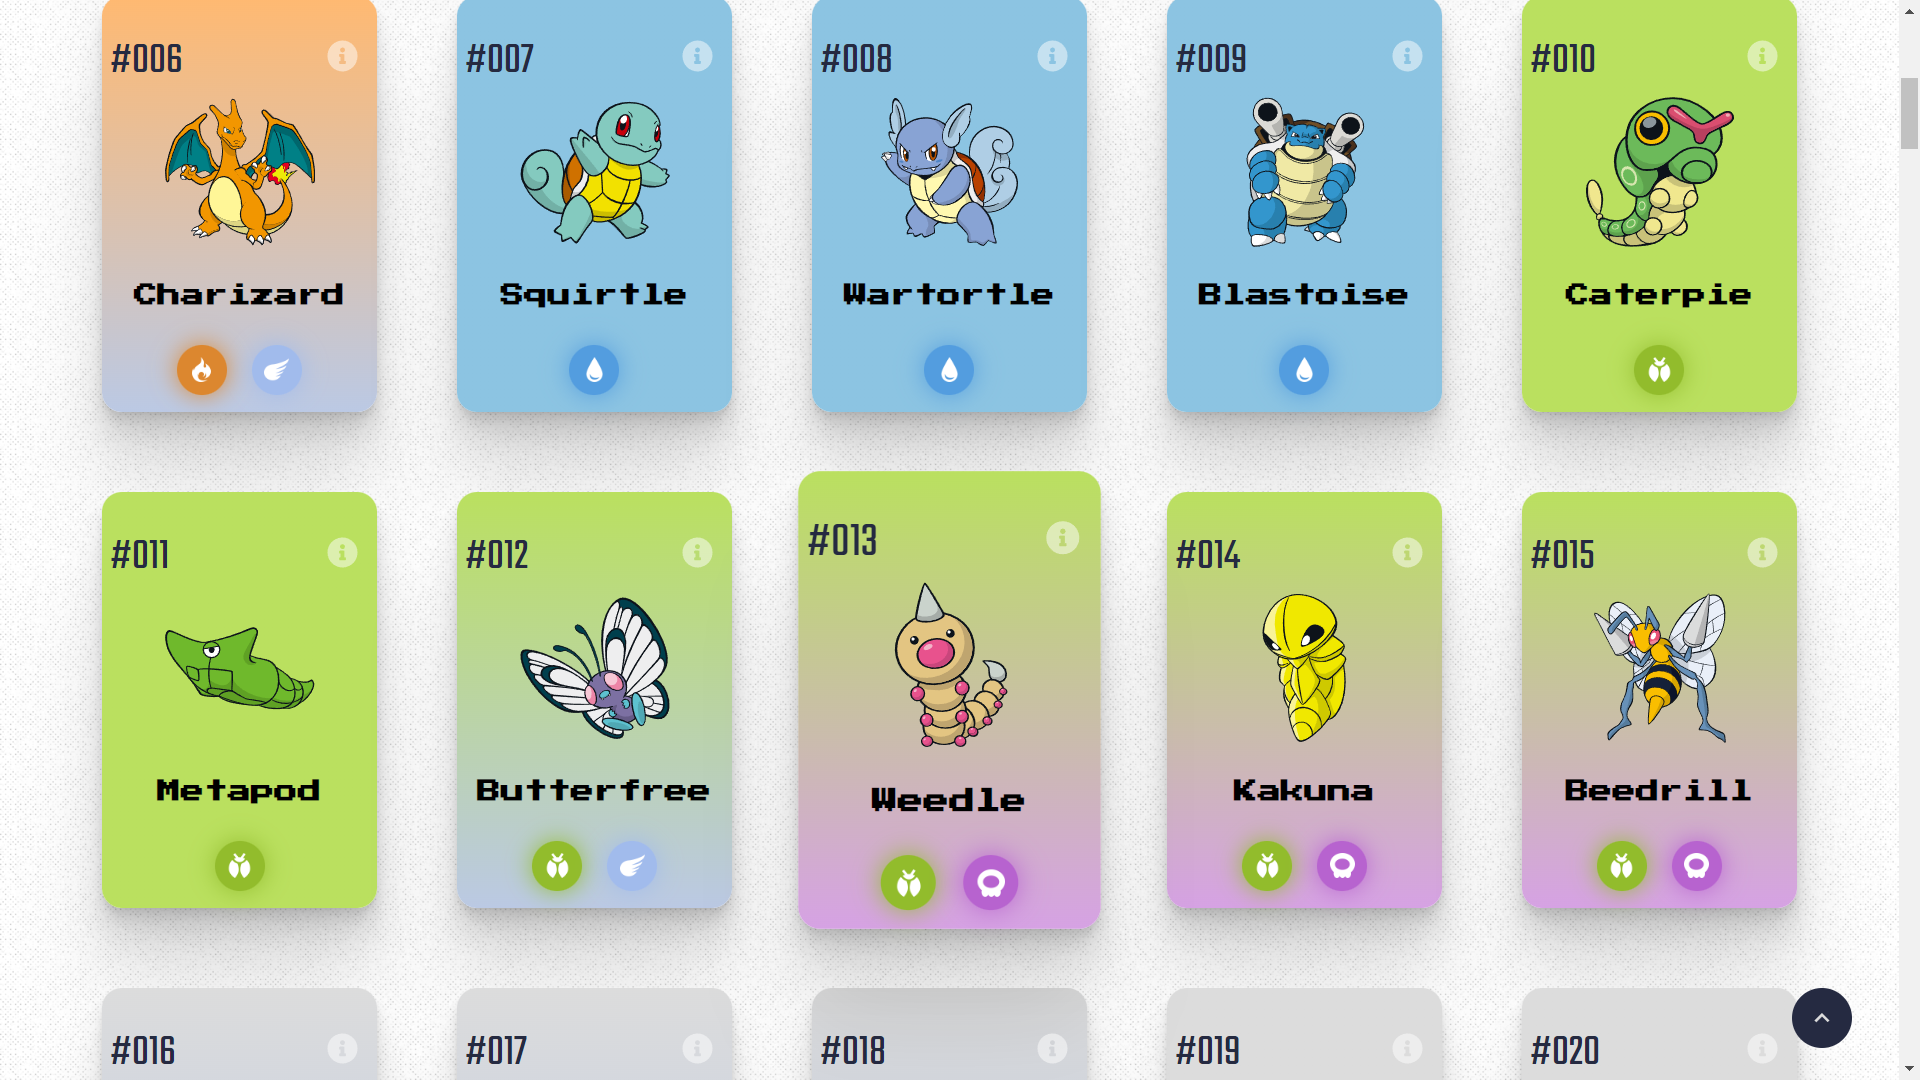 #006
#007
#008
#009
#010
Charizard
Squirtle
Wartortle
Blastoise
Caterpie
#011
#012
#013
#014
#015
Metapod
Butterfree
Weedle
Kakuna
Beedrill
#016
#017
#018
#019
#020